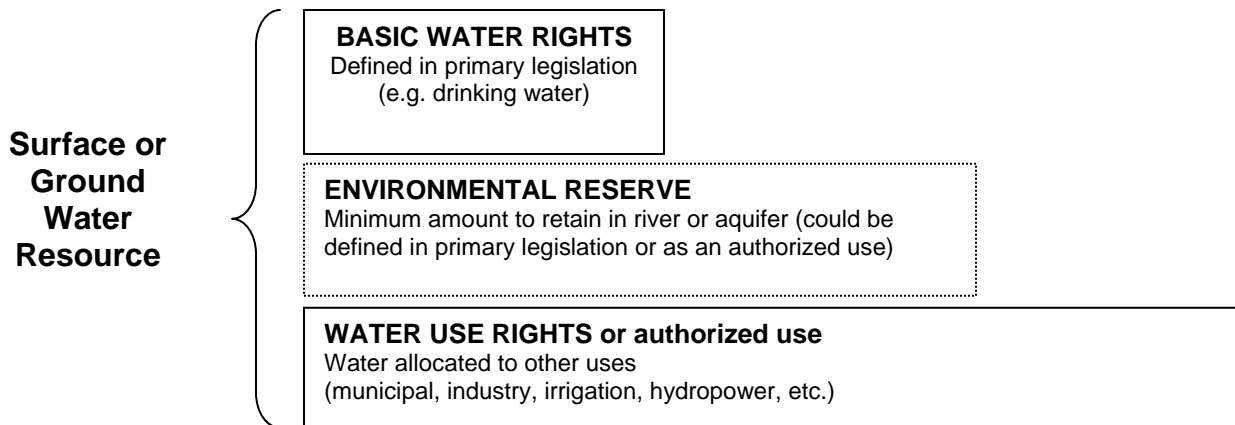 Surface or
Ground
Water
Resource
BASIC WATER RIGHTS
Defined in primary legislation
(e.g. drinking water)
ENVIRONMENTAL RESERVE
Minimum amount to retain in river or aquifer (could be
defined in primary legislation or as an authorized use)
WATER USE RIGHTS or authorized use
Water allocated to other uses
(municipal, industry, irrigation, hydropower, etc.)